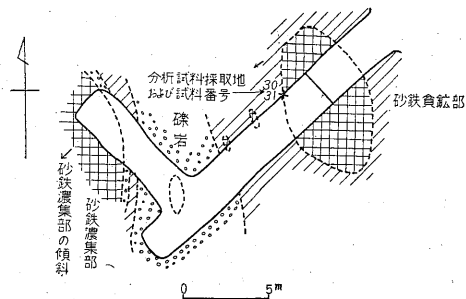 分析試料採取地
および試料番号
30
31
砂鉄負鉱部
礫岩
砂鉄濃集部の傾斜
砂鉄濃集部
0 5m